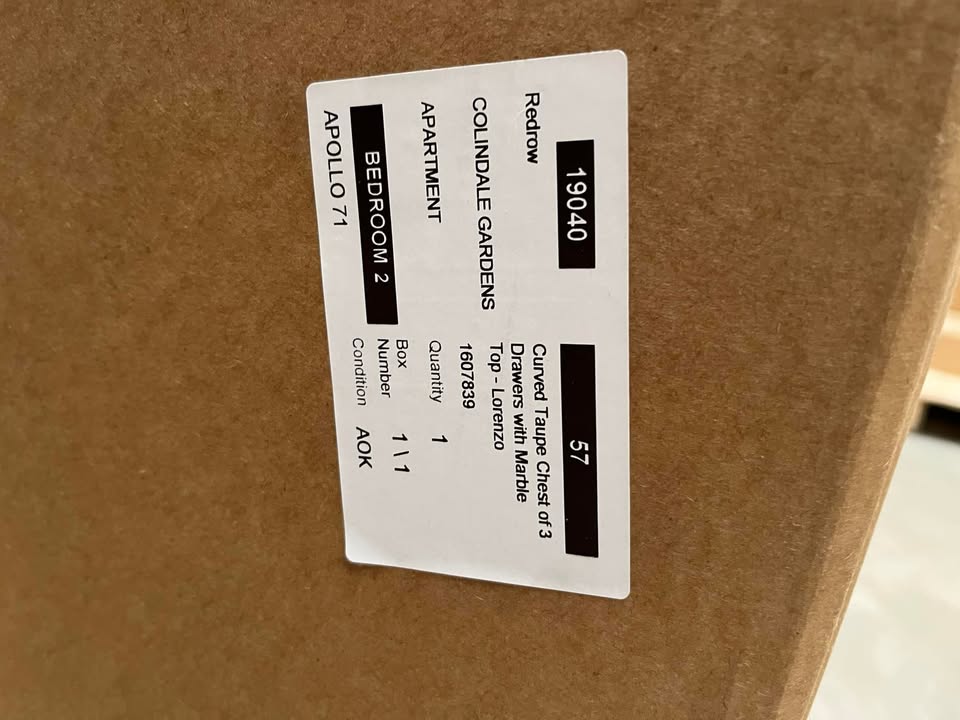 19040
Redrow
COLINDALE GARDENS
APARTMENT
BEDROOM 2
APOLLO 71
57
Curved Taupe Chest of 3
Drawers with Marble
Top - Lorenzo
1607839
Quantity 1
Box
Number 1 \ 1
Condition AOK